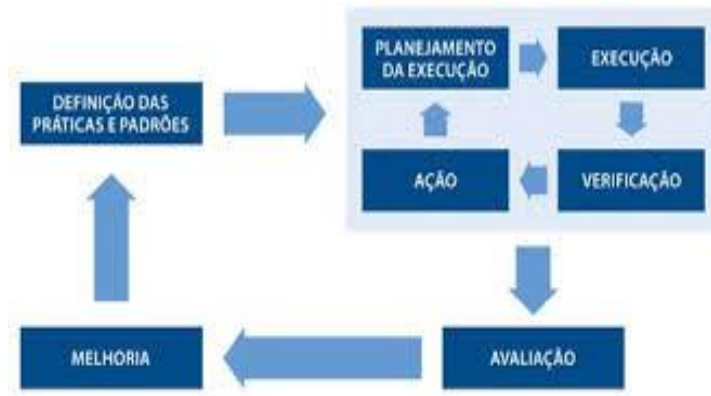 PLANEJAMENTO
DA EXECUÇÃO
EXECUÇÃO
DEFINIÇÃO DAS
PRÁTICAS E PADRÕES
AÇÃO
VERIFICAÇÃO
MELHORIA
AVALIAÇÃO